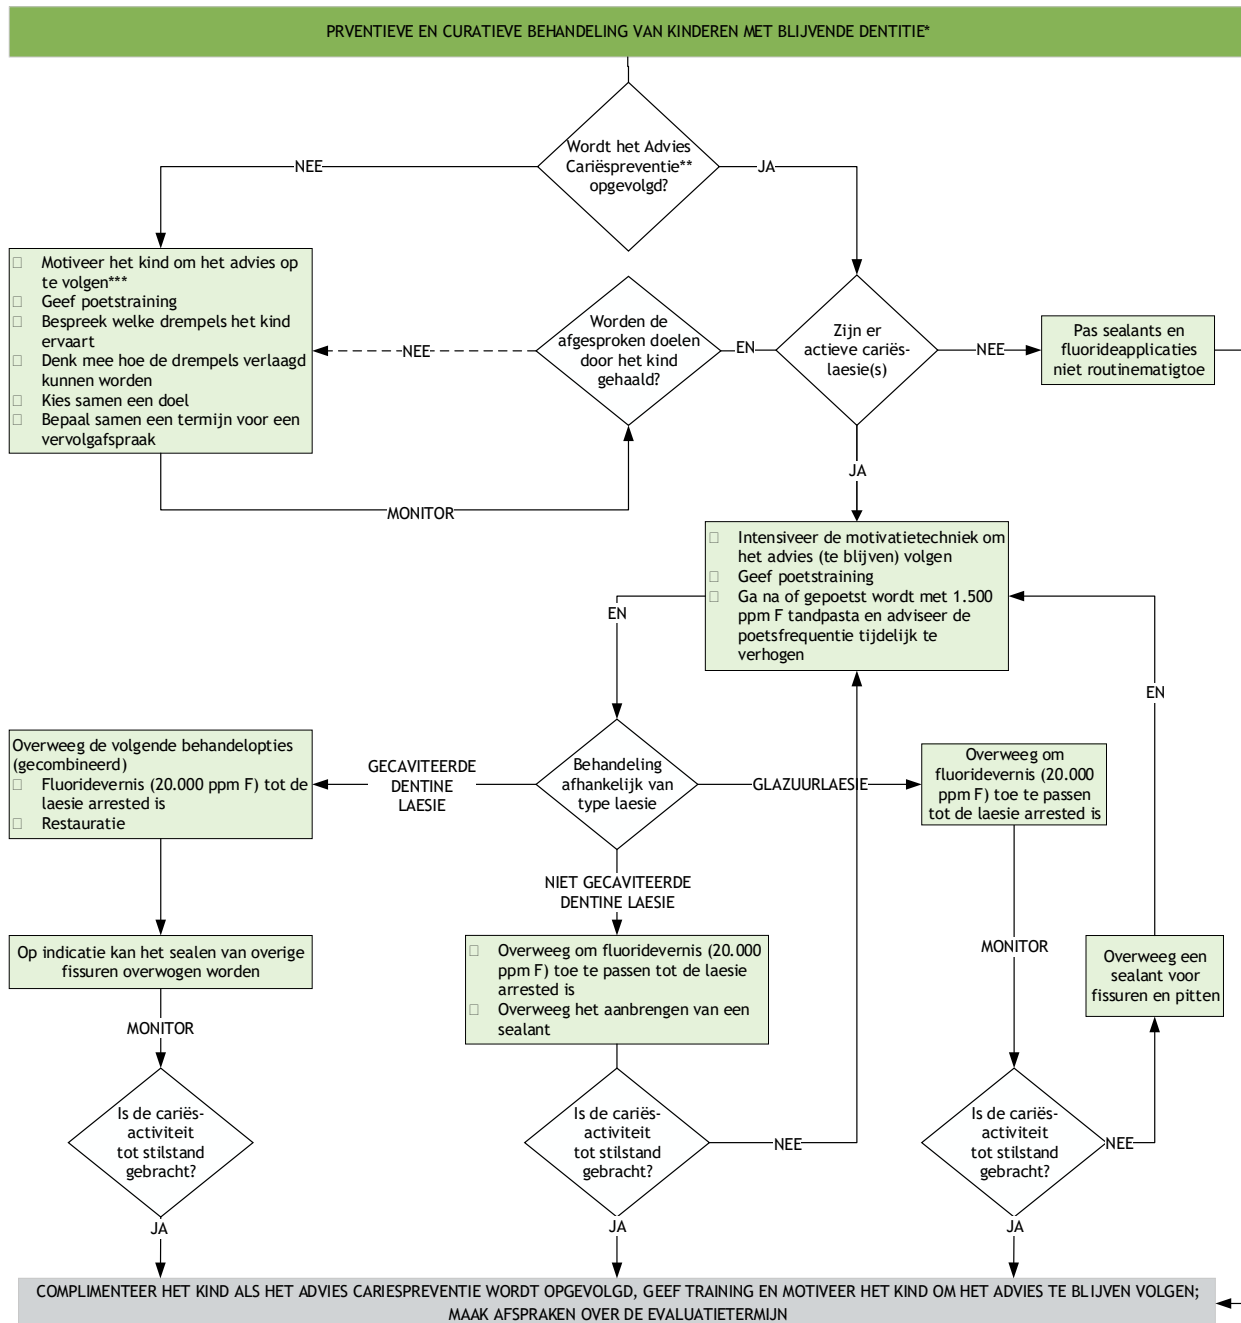 PRVENTIEVE EN CURATIEVE BEHANDELING VAN KINDEREN MET BLIJVENDE DENTITIE*
Wordt het Advies
Cariëspreventie**
opgevolgd?
NEE
JA
Motiveer het kind om het advies op
te volgen***
Geef poetstraining
Bespreek welke drempels het kind
ervaart
Denk mee hoe de drempels verlaagd
kunnen worden
Kies samen een doel
Bepaal samen een termijn voor een
vervolgafspraak
NEE
Worden de
afgesproken doelen
door het kind
gehaald?
EN
Zijn er
actieve cariës-
laesie(s)
NEE
Pas sealants en
fluorideapplicaties
niet routinematigtoe
JA
MONITOR
Intensiveer de motivatietechniek om
het advies (te blijven) volgen
Geef poetstraining
Ga na of gepoetst wordt met 1.500
ppm F tandpasta en adviseer de
poetsfrequentie tijdelijk te
verhogen
EN
EN
Overweeg de volgende behandelopties
(gecombineerd)
Fluoridevernis (20.000 ppm F) tot de
laesie arrested is
Restauratie
GECAVITEERDE
DENTINE
LAESIE
Behandeling
afhankelijk van
type laesie
GLAZUURLAESIE
Overweeg om
fluoridevernis (20.000
ppm F) toe te passen
tot de laesie arrested is
NIET GECAVITEERDE
DENTINE LAESIE
Op indicatie kan het sealen van overige
fissuren overwogen worden
Overweeg om fluoridevernis (20.000
ppm F) toe te passen tot de laesie
arrested is
Overweeg het aanbrengen van een
sealant
MONITOR
Overweeg een
sealant voor
fissuren en pitten
MONITOR
Is de cariës-
activiteit
tot stilstand
gebracht?
Is de cariës-
activiteit
tot stilstand
gebracht?
NEE
Is de cariës-
activiteit
tot stilstand
gebracht?
NEE
JA
JA
JA
COMPLIMENTEER HET KIND ALS HET ADVIES CARIESPREVENTIE WORDT OPGEVOLGD, GEEF TRAINING EN MOTIVEER HET KIND OM HET ADVIES TE BLIJVEN VOLGEN;
MAAK AFSPRAKEN OVER DE EVALUATIETERMIJN